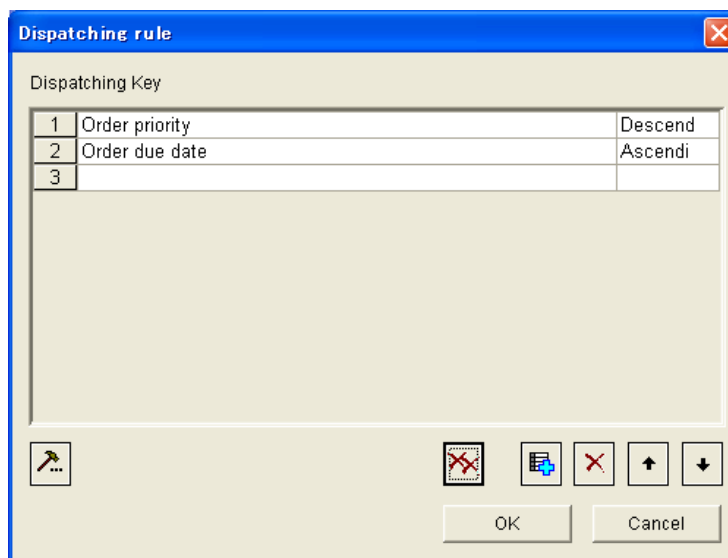 Dispatching rule
Dispatching Key
1 Order priority Descend
2 Order due date Ascendi
3
...
OK Cancel